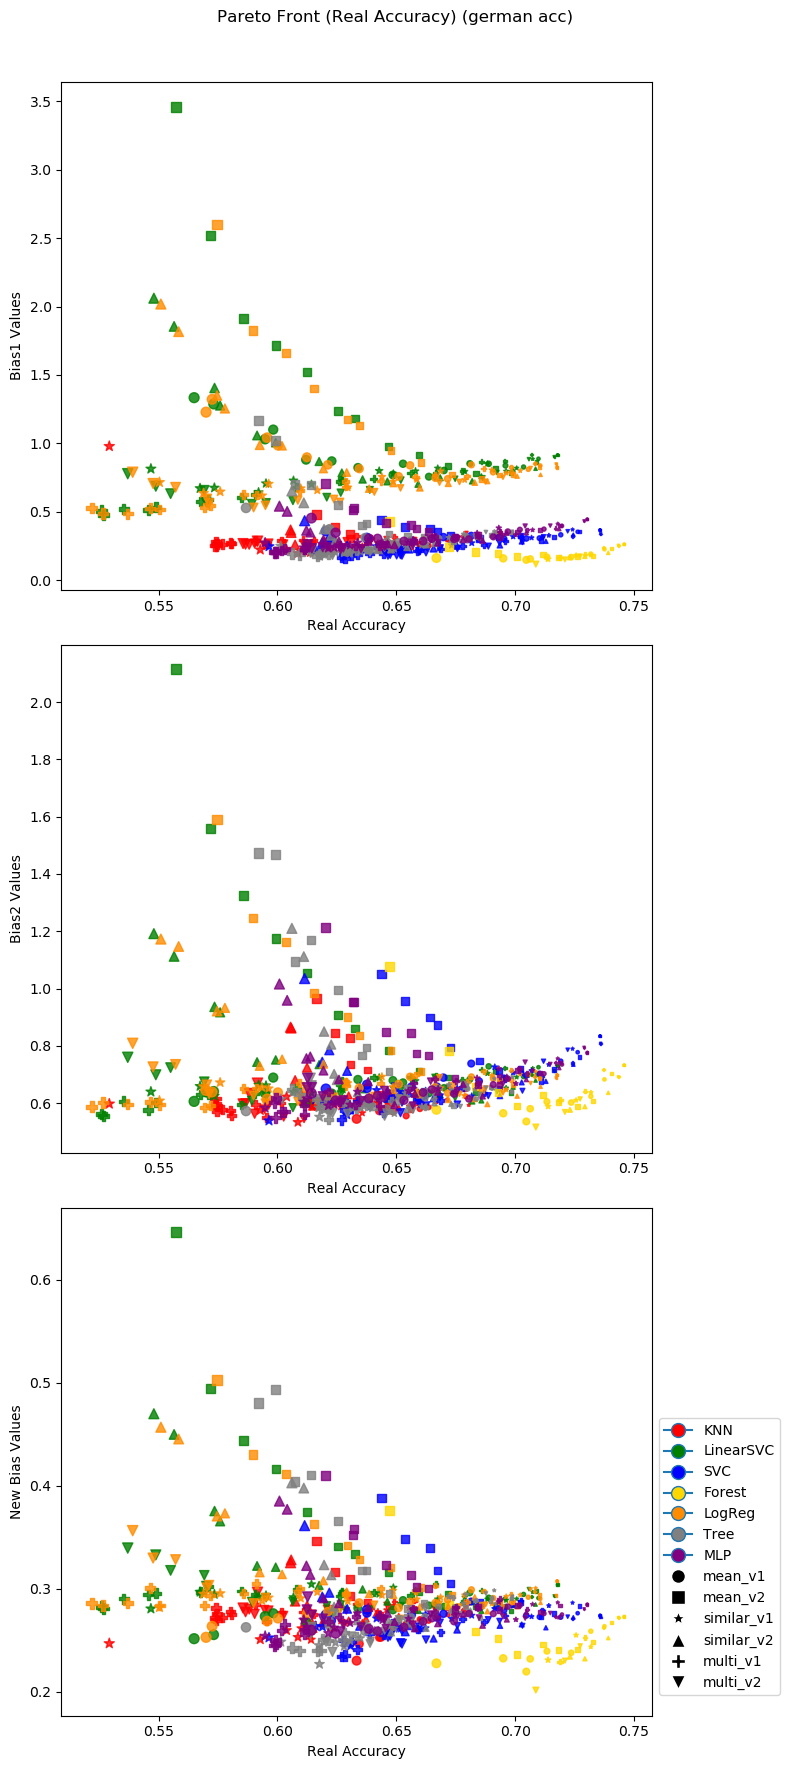 Pareto Front (Real Accuracy) (german acc)
3.5
3.0
2.5
2.0
1.5
1.0
0.5
0.0
Bias1 Values
0.55 0.60 0.65 0.70 0.75
Real Accuracy
2.0
1.8
1.6
1.4
1.2
1.0
0.8
0.6
Bias2 Values
0.55 0.60 0.65 0.70 0.75
Real Accuracy
0.6
0.5
0.4
0.3
0.2
New Bias Values
0.55 0.60 0.65 0.70 0.75
Real Accuracy
KNN
LinearSVC
SVC
Forest
LogReg
Tree
MLP
mean_v1
mean_v2
similar_v1
similar_v2
multi_v1
multi_v2